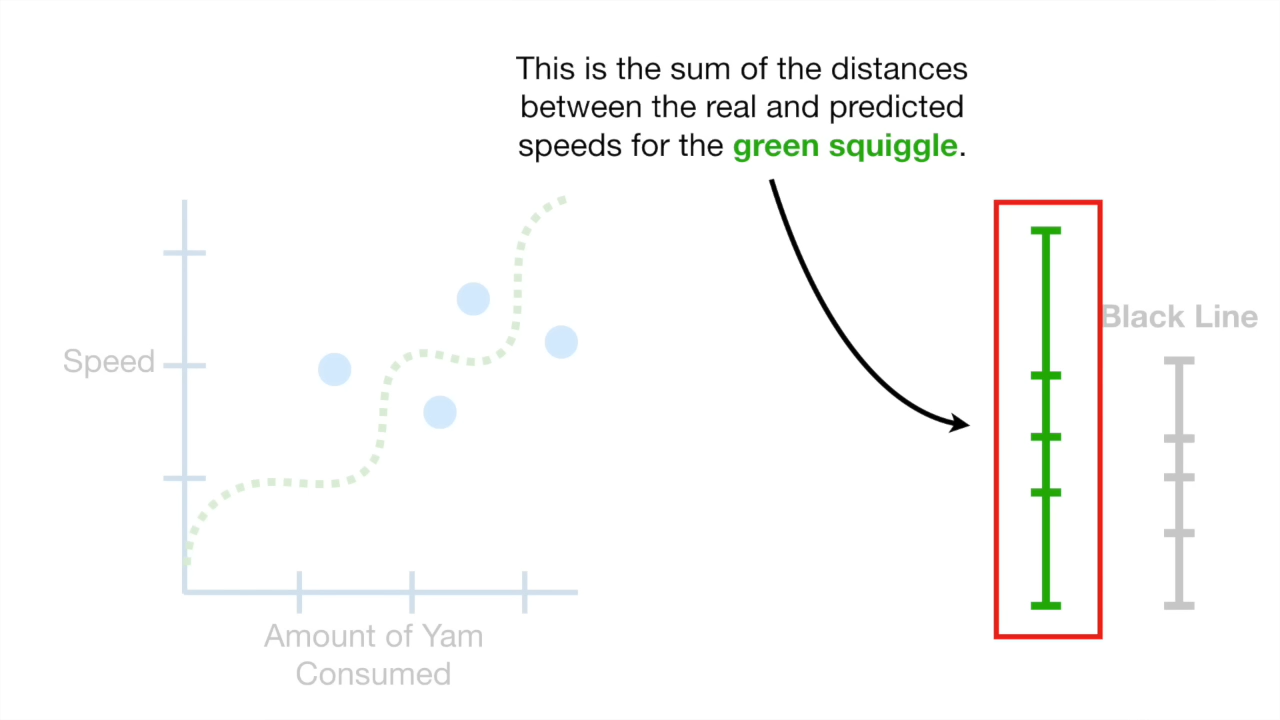 This is the sum of the distances
between the real and predicted
speeds for the green squiggle.
Black Line
Speed
Amount of Yam
Consumed